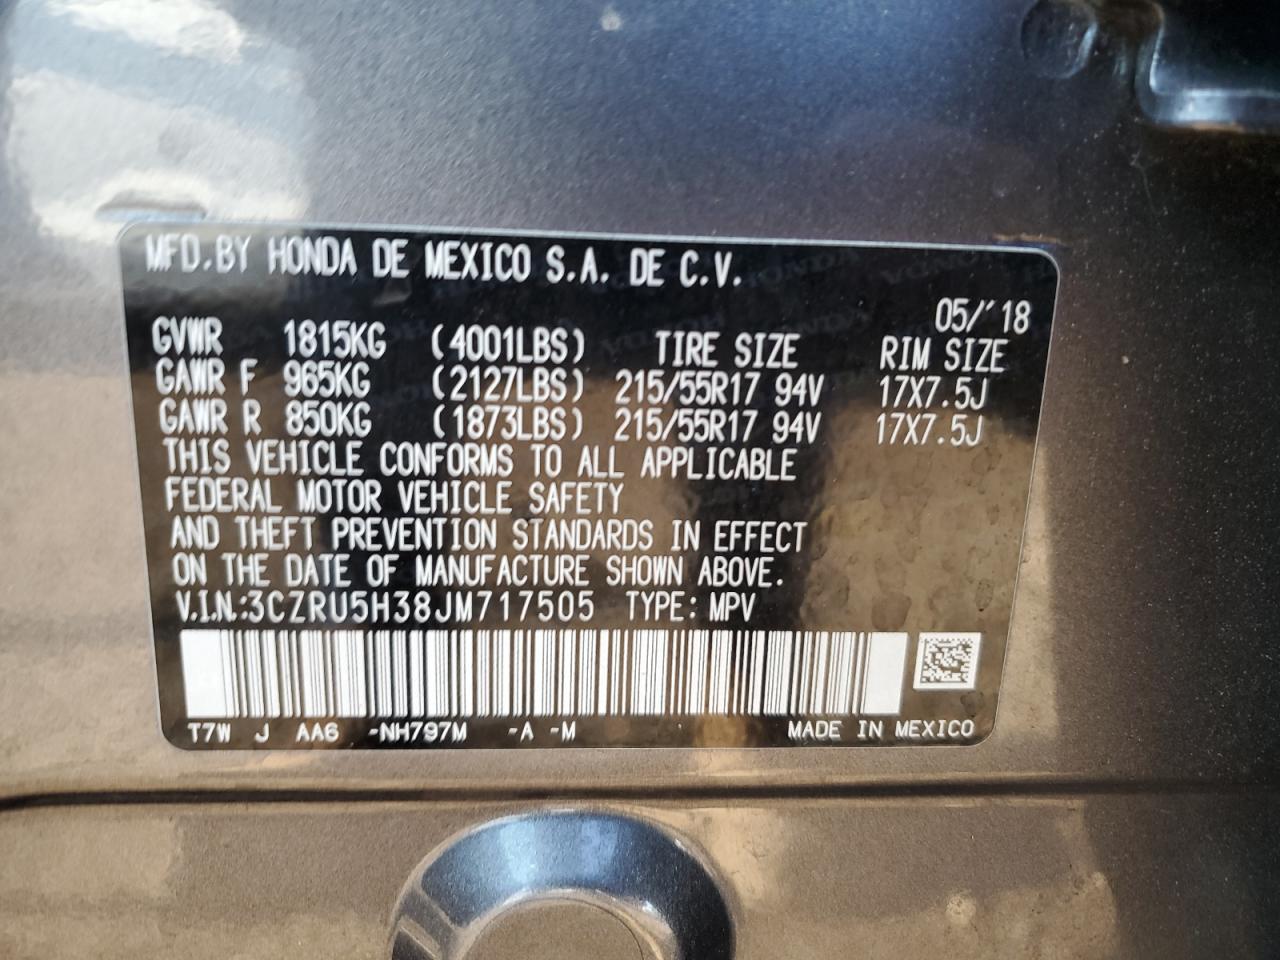 MFD.BY HONDA DE MEXICO S.A. DE C.V.
05/'18
GVWR 1815KG (4001LBS) TIRE SIZE RIM SIZE
GAWR F 965KG (2127LBS) 215/55R17 94V 17X7.5J
GAWR R 850KG (1873LBS) 215/55R17 94V 17X7.5J
THIS VEHICLE CONFORMS TO ALL APPLICABLE
FEDERAL MOTOR VEHICLE SAFETY
AND THEFT PREVENTION STANDARDS IN EFFECT
ON THE DATE OF MANUFACTURE SHOWN ABOVE.
V.I.N.:3CZRU5H38JM717505 TYPE: MPV
T7W J AA6 -NH797M -A -M MADE IN MEXICO